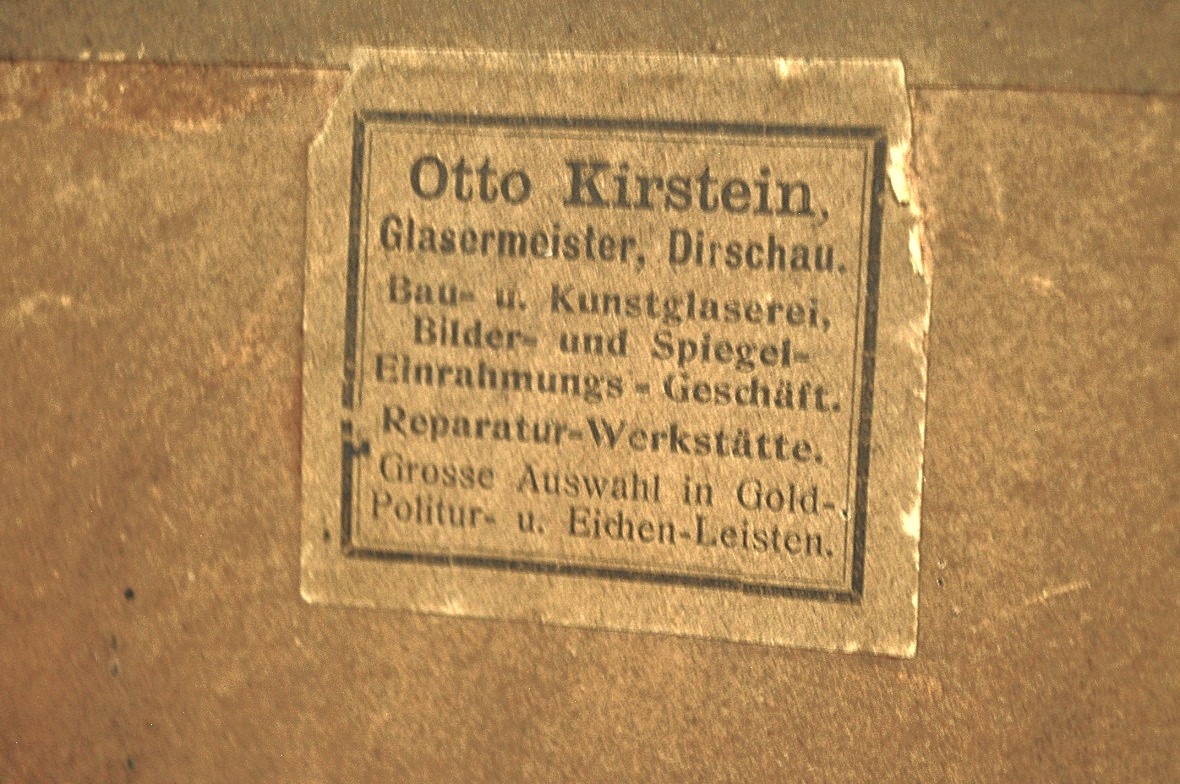 Otto Kirstein,
Glasermeister, Dirschau.
Bau- u. Kunstglaserei,
Bilder- und Spiegel-
Einrahmungs-Geschäft.
Reparatur-Werkstätte.
Grosse Auswahl in Gold-,
Politur- u. Eichen-Leisten.